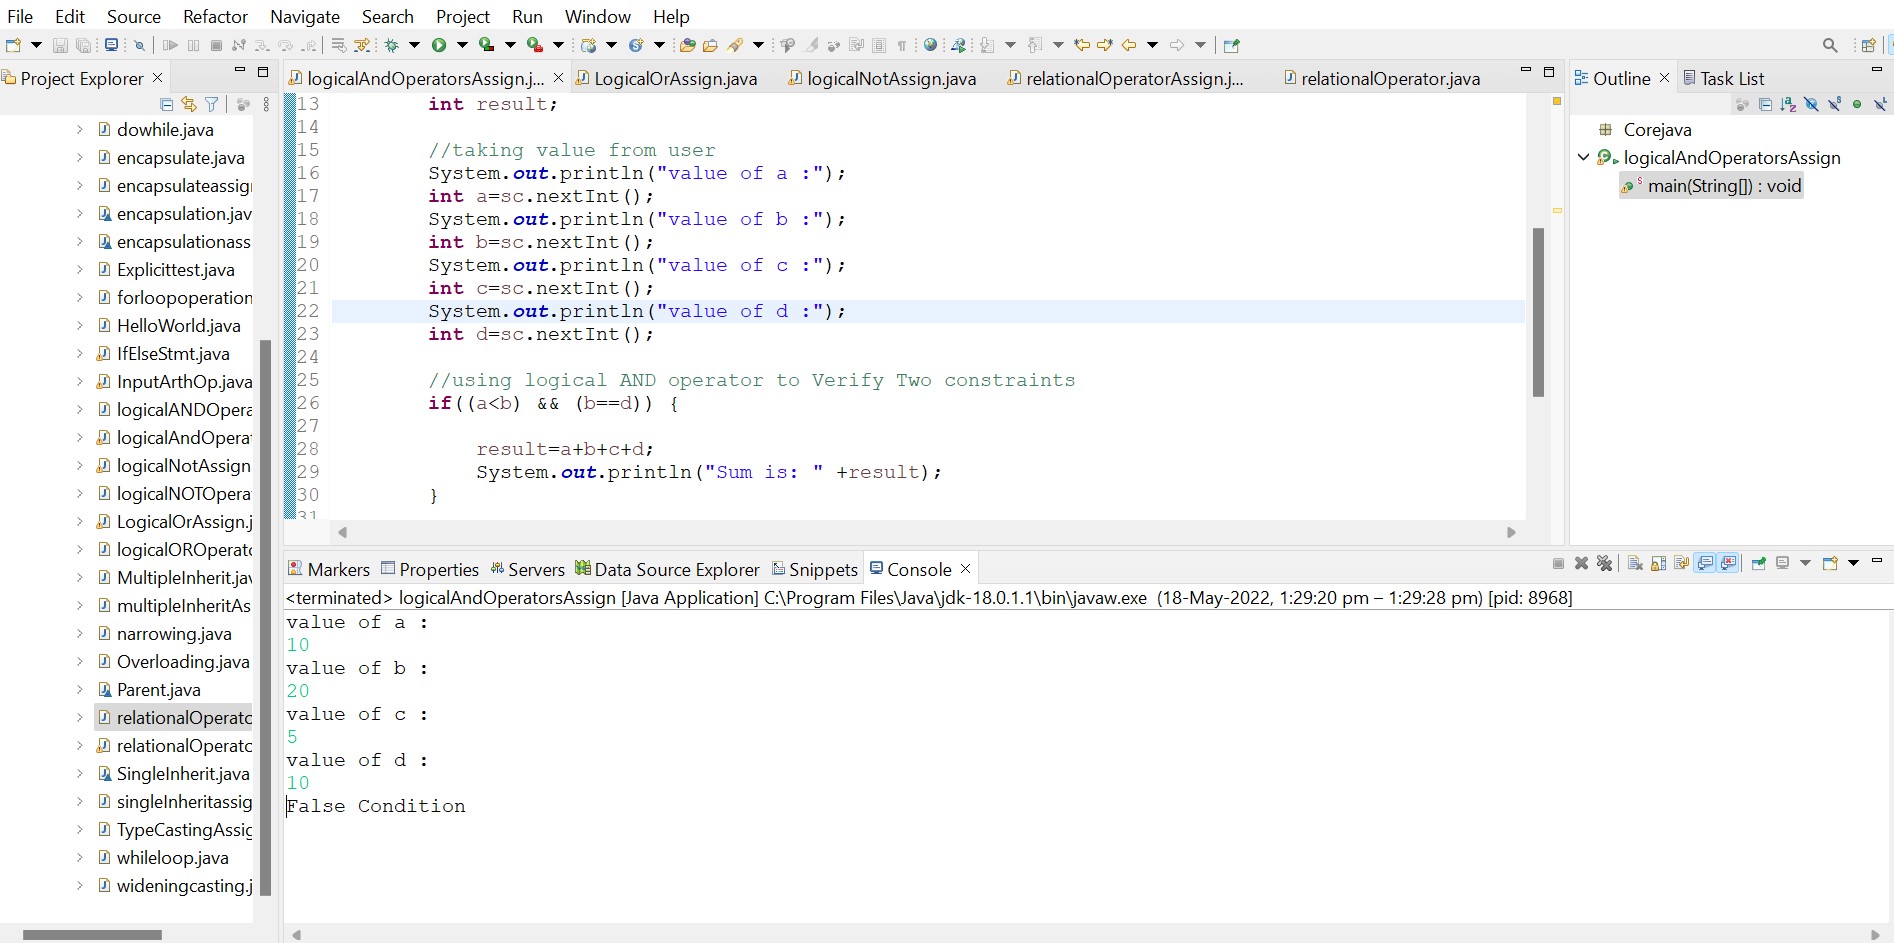 File Edit Source Refactor Navigate Search Project Run Window Help
Project Explorer
dowhile.java
encapsulate.java
encapsulateassig
encapsulation.jav
encapsulationass
Explicittest.java
forloopoperation
HelloWorld.java
IfElseStmt.java
InputArthOp.java
logicalANDOpera
logicalAndOpera
logicalNotAssign
logicalNOTOpera
LogicalOrAssign.j
logicalOROperato
MultipleInherit.jav
multipleInheritAs
narrowing.java
Overloading.java
Parent.java
relationalOperato
relationalOperato
SingleInherit.java
singleInheritassig
TypeCastingAssig
whileloop.java
wideningcasting.j
logicalAndOperatorsAssign.j... LogicalOrAssign.java logicalNotAssign.java relationalOperatorAssign.j... relationalOperator.java
13 int result;
14
15 //taking value from user
16 System.out.println("value of a :");
17 int a=sc.nextInt();
18 System.out.println("value of b :");
19 int b=sc.nextInt();
20 System.out.println("value of c :");
21 int c=sc.nextInt();
22 System.out.println("value of d :");
23 int d=sc.nextInt();
24
25 //using logical AND operator to Verify Two constraints
26 if((a<b) && (b==d)) {
27
28 result=a+b+c+d;
29 System.out.println("Sum is: " +result);
30 }
31
Outline Task List
Corejava
logicalAndOperatorsAssign
main(String[]) : void
Markers Properties Servers Data Source Explorer Snippets Console
<terminated> logicalAndOperatorsAssign [Java Application] C:\Program Files\Java\jdk-18.0.1.1\bin\javaw.exe (18-May-2022, 1:29:20 pm – 1:29:28 pm) [pid: 8968]
value of a :
10
value of b :
20
value of c :
5
value of d :
10
False Condition